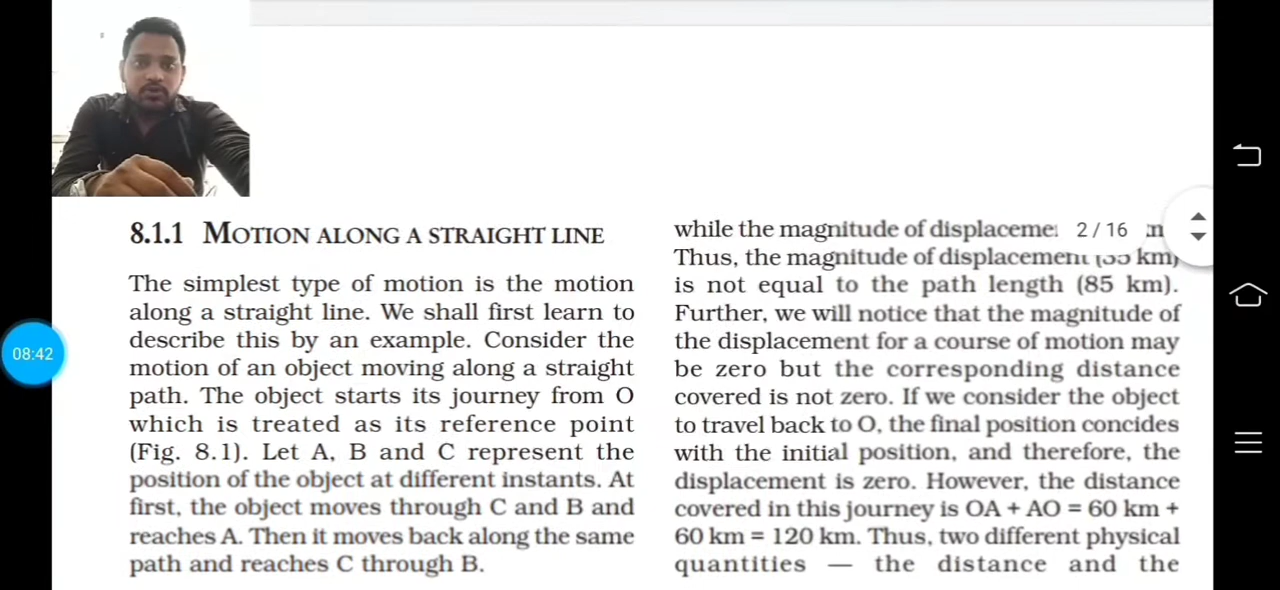 8.1.1 MOTION ALONG A STRAIGHT LINE
The simplest type of motion is the motion
along a straight line. We shall first learn to
describe this by an example. Consider the
motion of an object moving along a straight
path. The object starts its journey from O
which is treated as its reference point
(Fig. 8.1). Let A, B and C represent the
position of the object at different instants. At
first, the object moves through C and B and
reaches A. Then it moves back along the same
path and reaches C through B.
while the magnitude of
Thus, the magnitude of displacement km)
is not equal to the path length (85 km).
Further, we will notice that the magnitude of
the displacement for a course of motion may
be zero but the corresponding distance
covered is not zero. If we consider the object
to travel back to O, the final position concides
with the initial position, and therefore, the
displacement is zero. However, the distance
covered in this journey is OA + AO = 60 km +
60 km = 120 km. Thus, two different physical
quantities — the distance and the
2 / 16
08:42